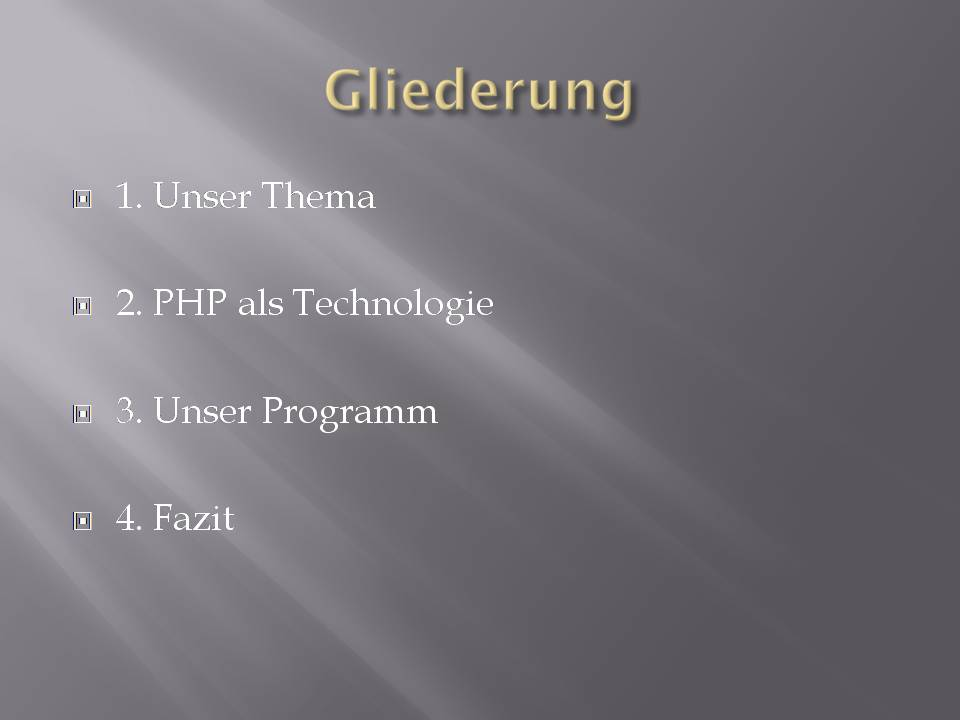 Gliederung
1. Unser Thema
2. PHP als Technologie
3. Unser Programm
4. Fazit